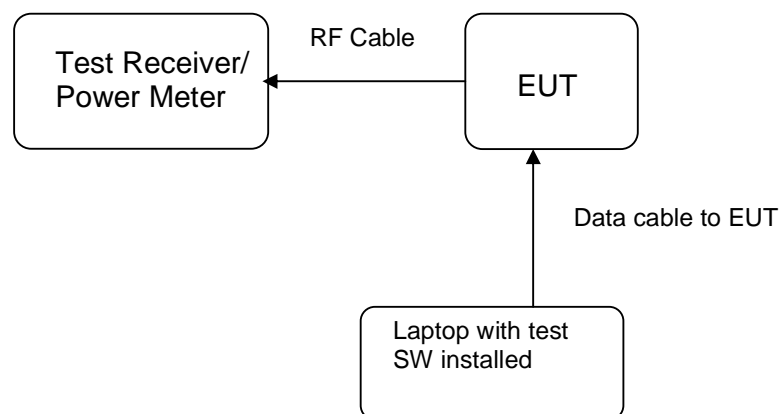 RF Cable
Test Receiver/
Power Meter
EUT
Data cable to EUT
Laptop with test
SW installed